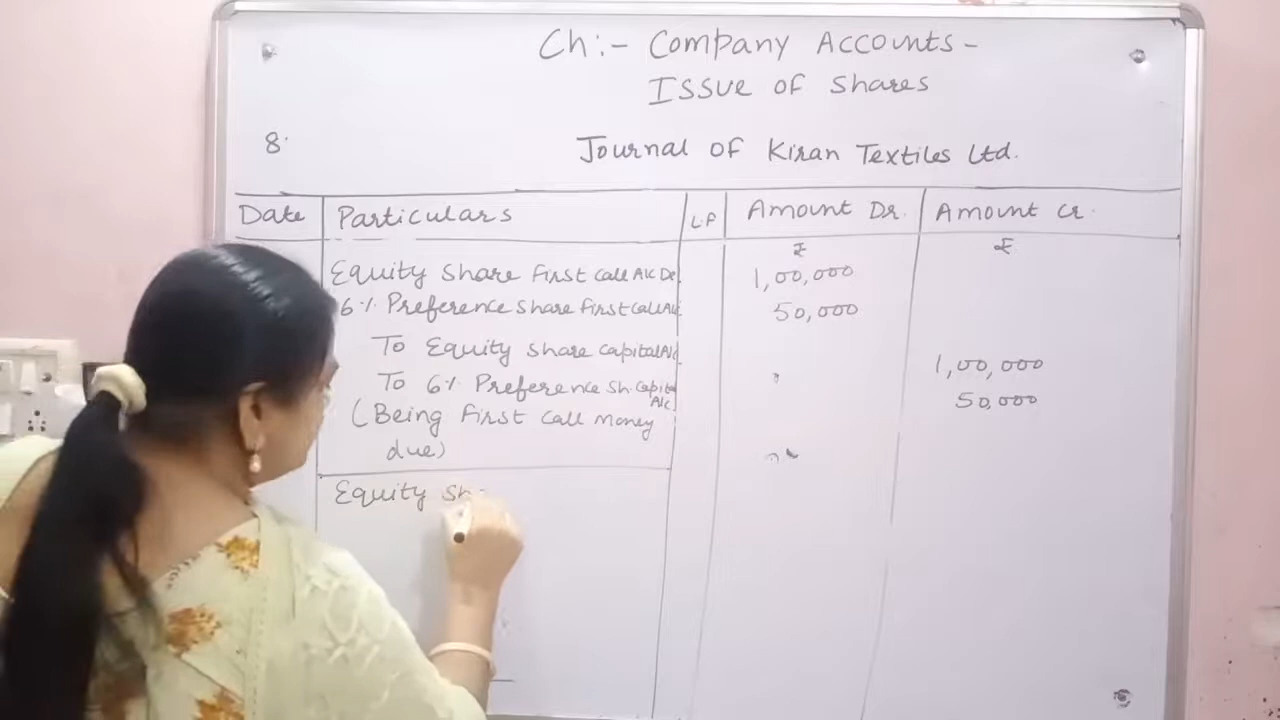 Ch:- Company Accounts-
Issue of Shares
8.
Journal of Kiran Textiles Ltd.
Date Particulars L.F Amount Dr. Amount Cr.
₹ ₹
Equity Share First Call A/c Dr. 1,00,000
6% Preference Share First Call A/c 50,000
To Equity Share Capital A/c 1,00,000
To 6% Preference Sh. Capital A/c 50,000
(Being First Call Money
due)
Equity Sh